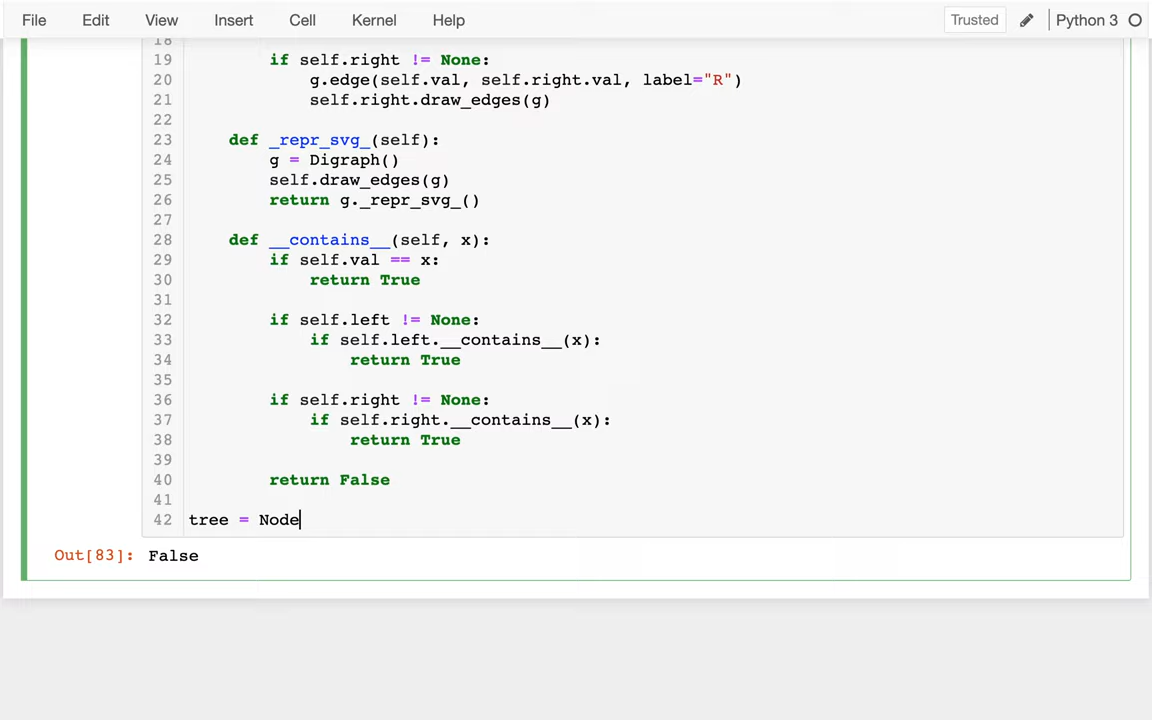 File Edit View Insert Cell Kernel Help Trusted Python 3
18
19 if self.right != None:
20 g.edge(self.val, self.right.val, label="R")
21 self.right.draw_edges(g)
22
23 def _repr_svg_(self):
24 g = Digraph()
25 self.draw_edges(g)
26 return g._repr_svg_()
27
28 def __contains__(self, x):
29 if self.val == x:
30 return True
31
32 if self.left != None:
33 if self.left.__contains__(x):
34 return True
35
36 if self.right != None:
37 if self.right.__contains__(x):
38 return True
39
40 return False
41
42 tree = Node
Out[83]: False